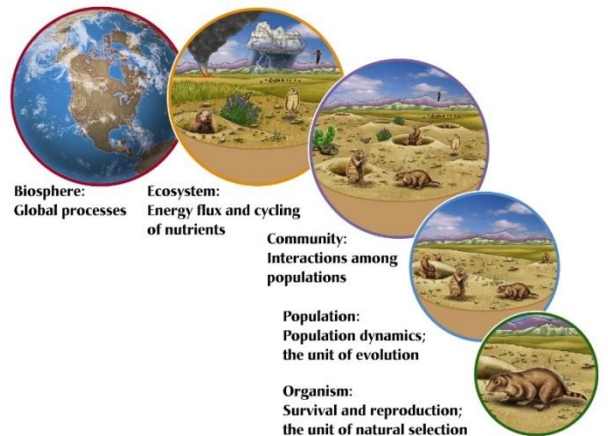 Biosphere:
Global processes
Ecosystem:
Energy flux and cycling
of nutrients
Community:
Interactions among
populations
Population:
Population dynamics;
the unit of evolution
Organism:
Survival and reproduction;
the unit of natural selection